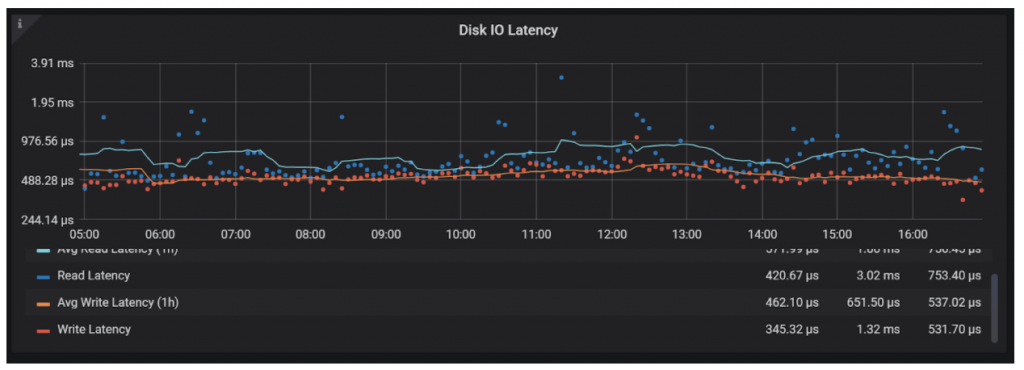 i
Disk IO Latency
3.91 ms
1.95 ms
976.56 µs
488.28 µs
244.14 µs
05:00 06:00 07:00 08:00 09:00 10:00 11:00 12:00 13:00 14:00 15:00 16:00
Avg Read Latency (1h)
Read Latency 420.67 µs 3.02 ms 753.40 µs
Avg Write Latency (1h) 462.10 µs 651.50 µs 537.02 µs
Write Latency 345.32 µs 1.32 ms 531.70 µs